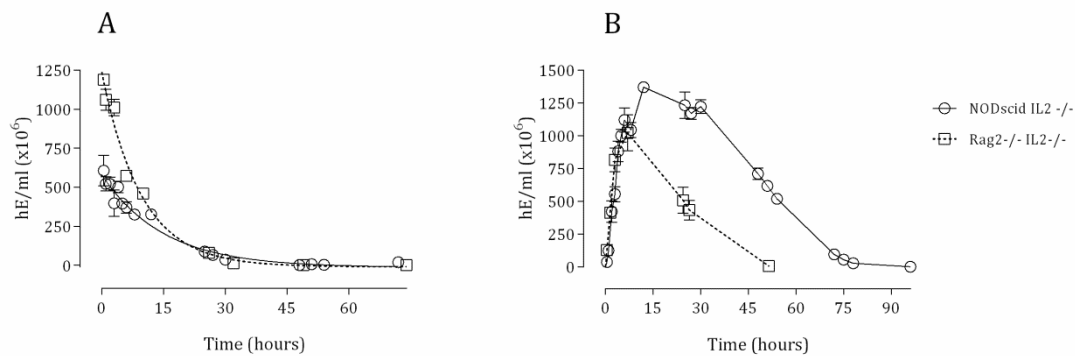 A
B
1250
1000
750
500
250
0
hE/ml (x10⁶)
0 15 30 45 60
Time (hours)
1500
1250
1000
750
500
250
0
hE/ml (x10⁶)
0 15 30 45 60 75 90
Time (hours)
NODscid IL2 -/-
Rag2-/- IL2-/-